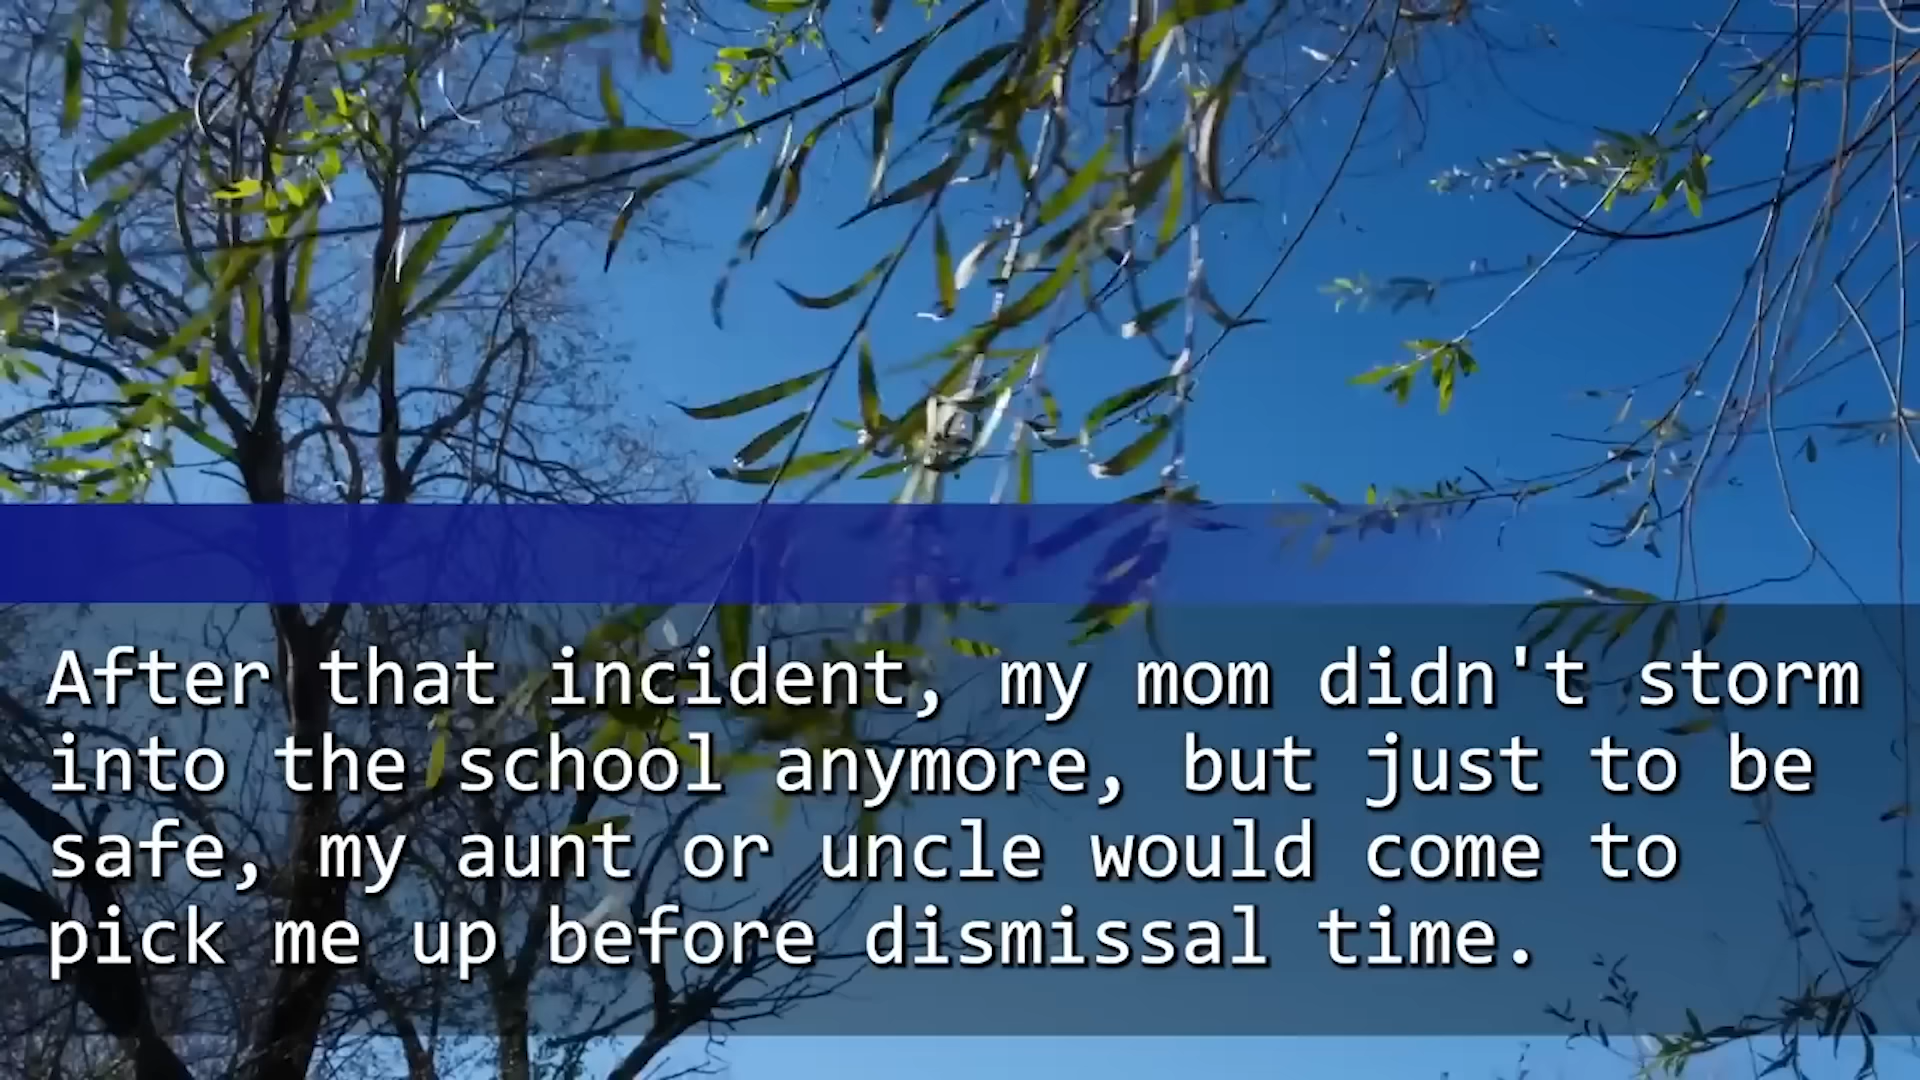 After that incident, my mom didn't storm
into the school anymore, but just to be
safe, my aunt or uncle would come to
pick me up before dismissal time.